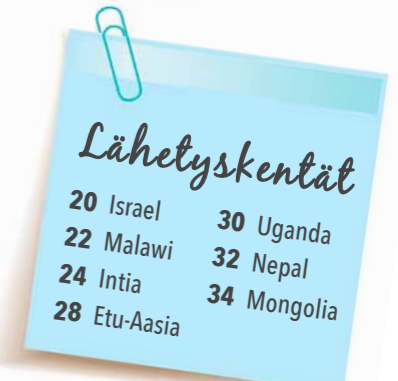 Lähetyskentät
20 Israel
22 Malawi
24 Intia
28 Etu-Aasia
30 Uganda
32 Nepal
34 Mongolia